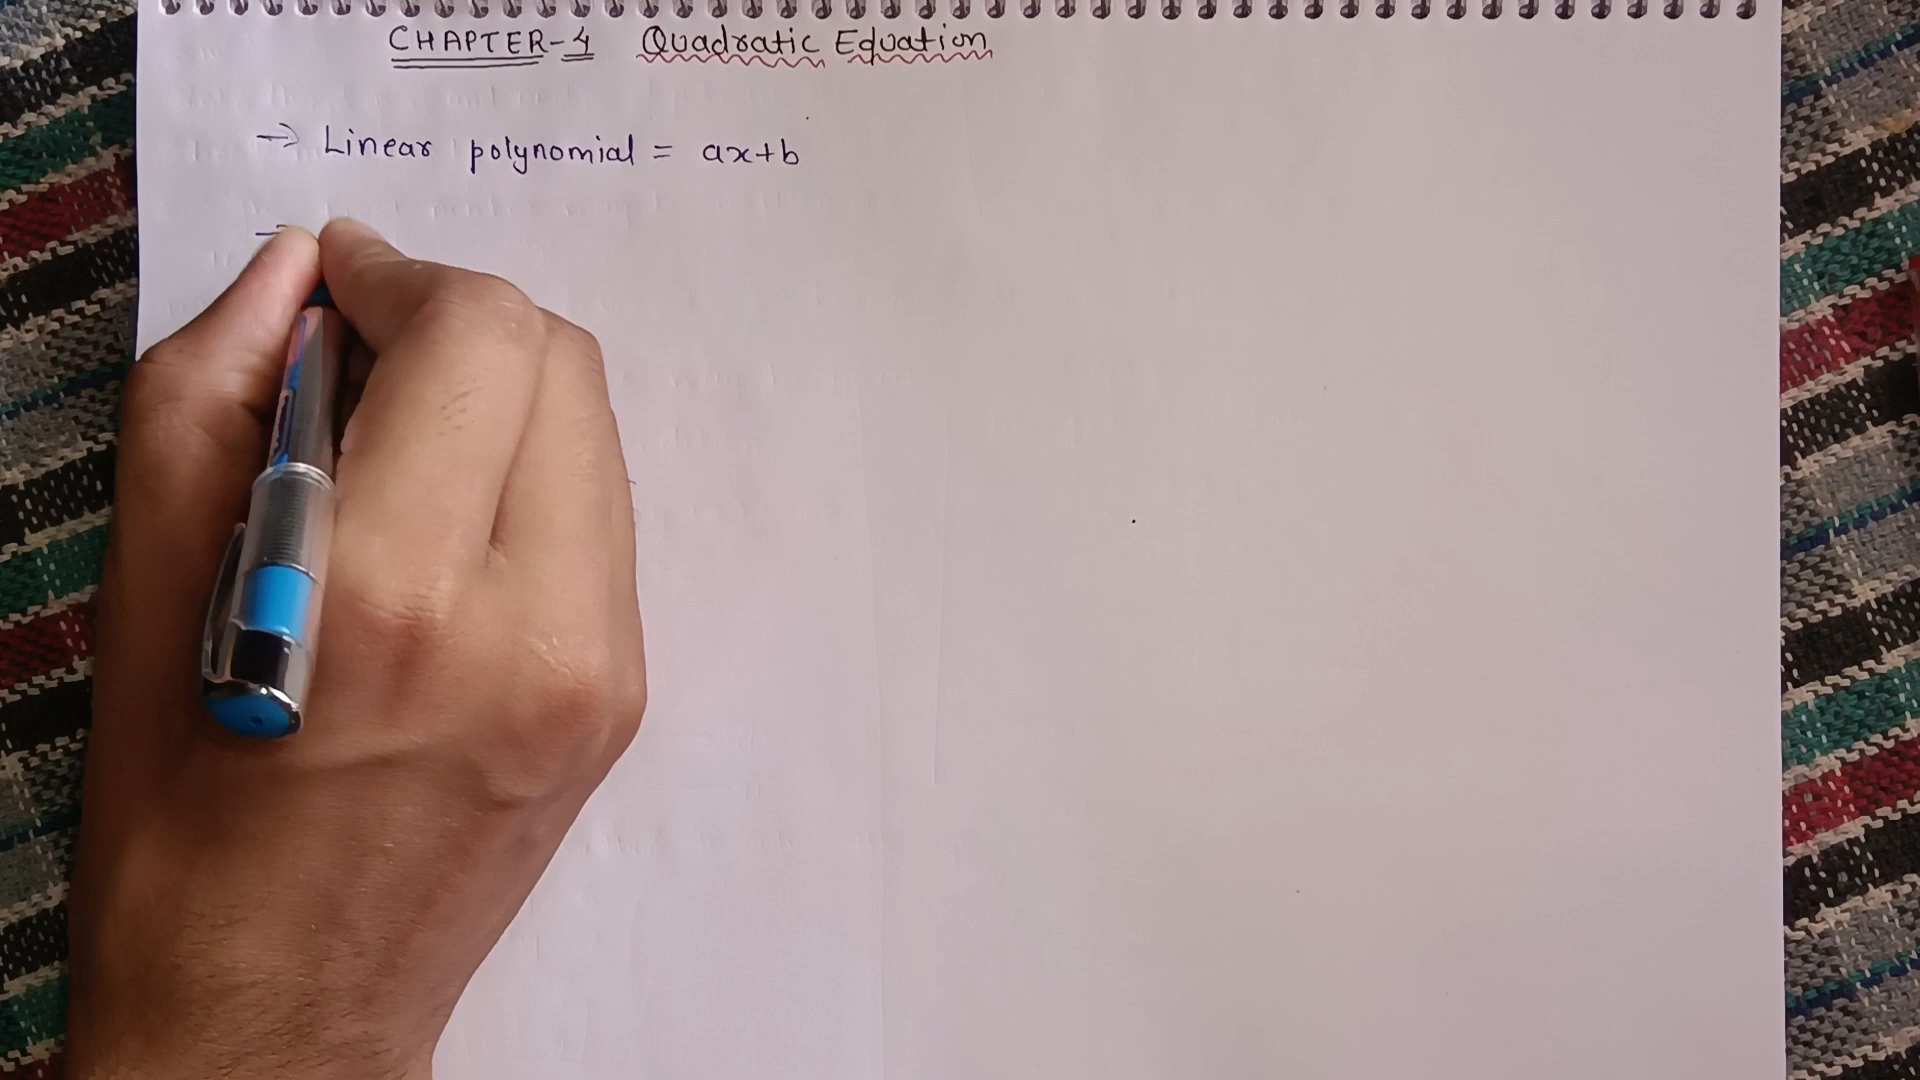 CHAPTER-4 Quadratic Equation
→ Linear polynomial = ax+b
→